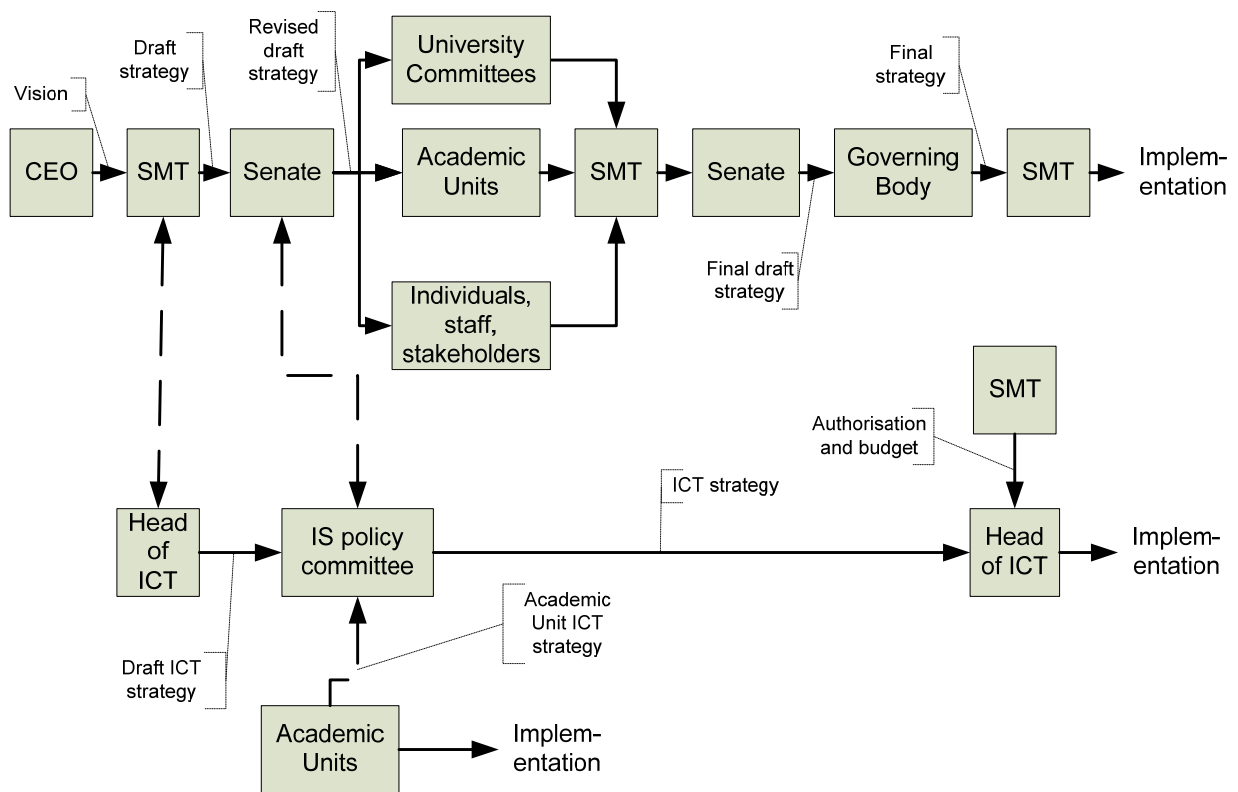 Vision
Draft
strategy
Revised
draft
strategy
University
Committees
Final
strategy
CEO
SMT
Senate
Academic
Units
SMT
Senate
Governing
Body
SMT
Implem-
entation
Final draft
strategy
Individuals,
staff,
stakeholders
SMT
Authorisation
and budget
ICT strategy
Head
of
ICT
IS policy
committee
Head
of ICT
Implem-
entation
Academic
Unit ICT
strategy
Draft ICT
strategy
Academic
Units
Implem-
entation